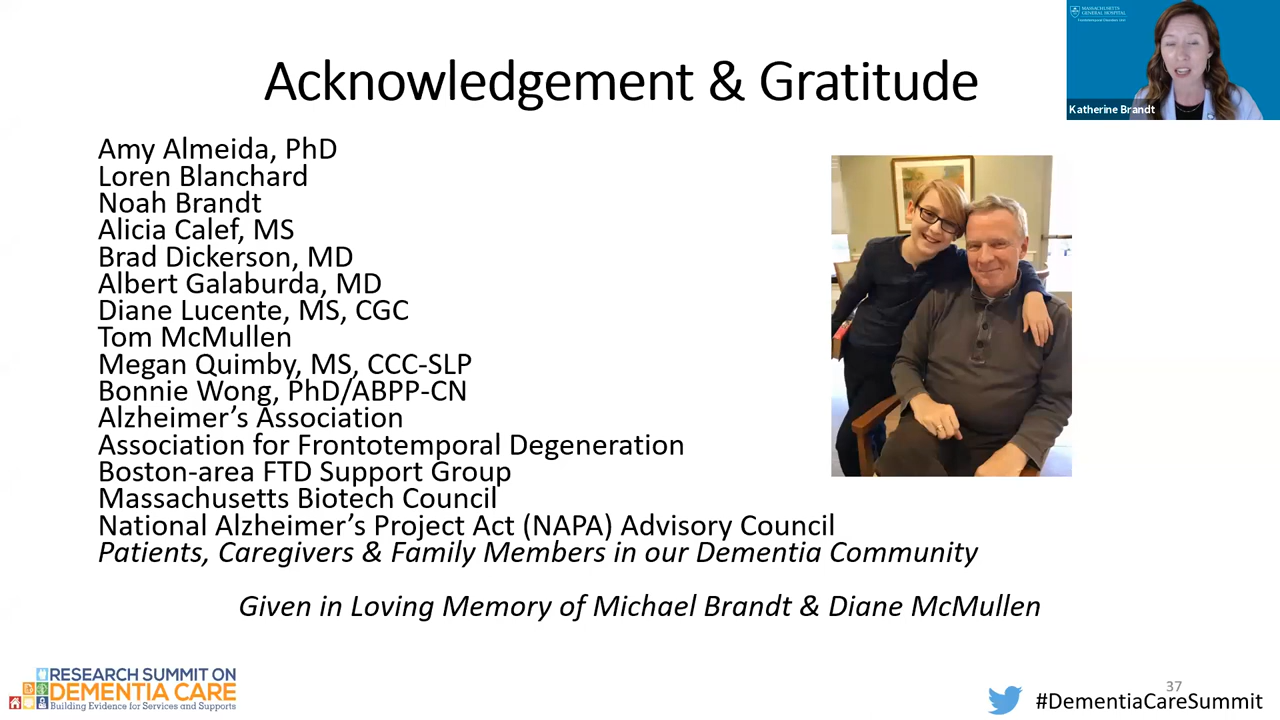 Acknowledgement & Gratitude
MASSACHUSETTS
GENERAL HOSPITAL
Katherine Brandt
Amy Almeida, PhD
Loren Blanchard
Noah Brandt
Alicia Calef, MS
Brad Dickerson, MD
Albert Galaburda, MD
Diane Lucente, MS, CGC
Tom McMullen
Megan Quimby, MS, CCC-SLP
Bonnie Wong, PhD/ABPP-CN
Alzheimer’s Association
Association for Frontotemporal Degeneration
Boston-area FTD Support Group
Massachusetts Biotech Council
National Alzheimer’s Project Act (NAPA) Advisory Council
Patients, Caregivers & Family Members in our Dementia Community
Given in Loving Memory of Michael Brandt & Diane McMullen
RESEARCH SUMMIT ON
DEMENTIA CARE
Building Evidence for Services and Supports
37
#DementiaCareSummit